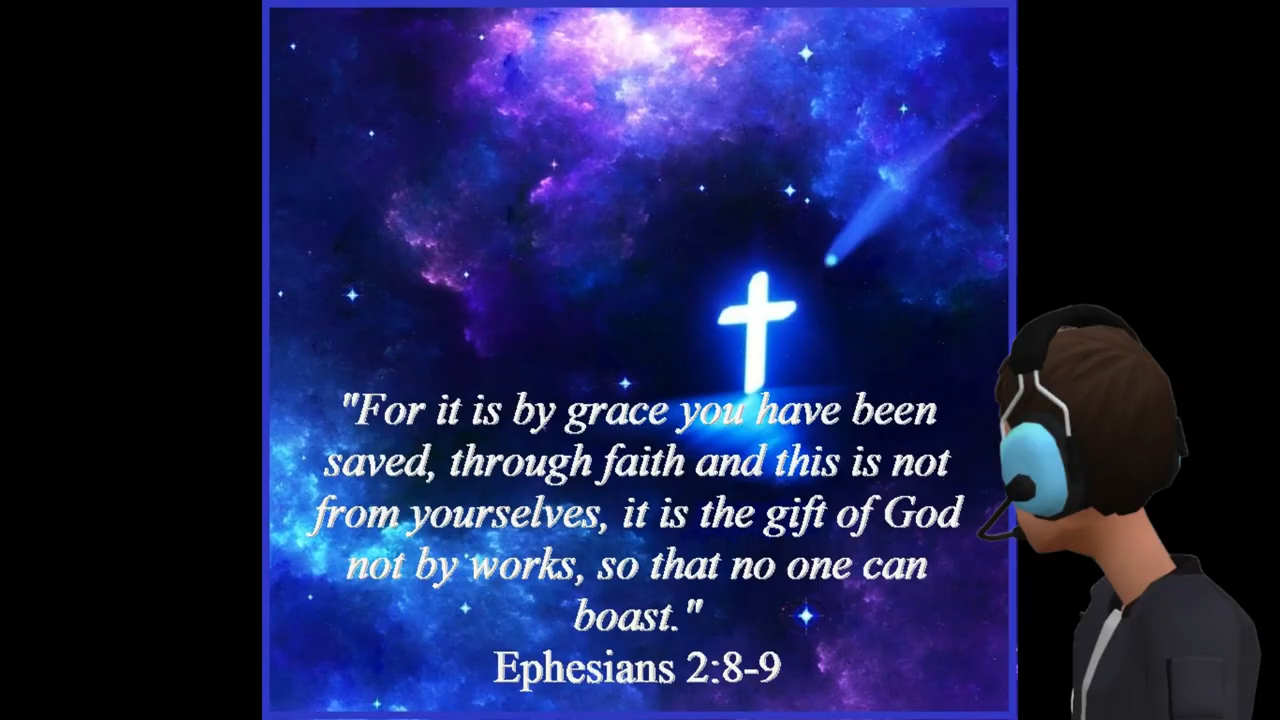 "For it is by grace you have been
saved, through faith and this is not
from yourselves, it is the gift of God
not by works, so that no one can
boast."
Ephesians 2:8-9